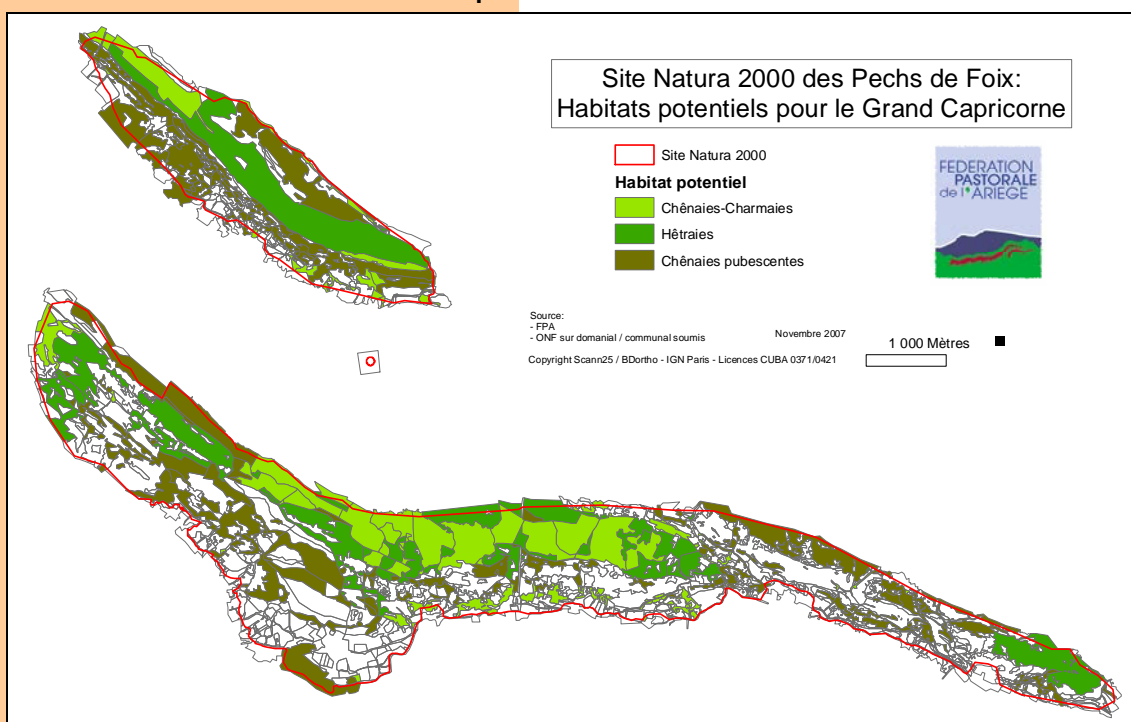 Site Natura 2000 des Pechs de Foix:
Habitats potentiels pour le Grand Capricorne
Site Natura 2000
Habitat potentiel
Chênaies-Charmaies
Hêtraies
Chênaies pubescentes
FEDERATION
PASTORALE
de l'ARIEGE
Source:
- FPA
- ONF sur domanial / communal soumis
Novembre 2007
1 000 Mètres
Copyright Scann25 / BDortho - IGN Paris - Licences CUBA 0371/0421